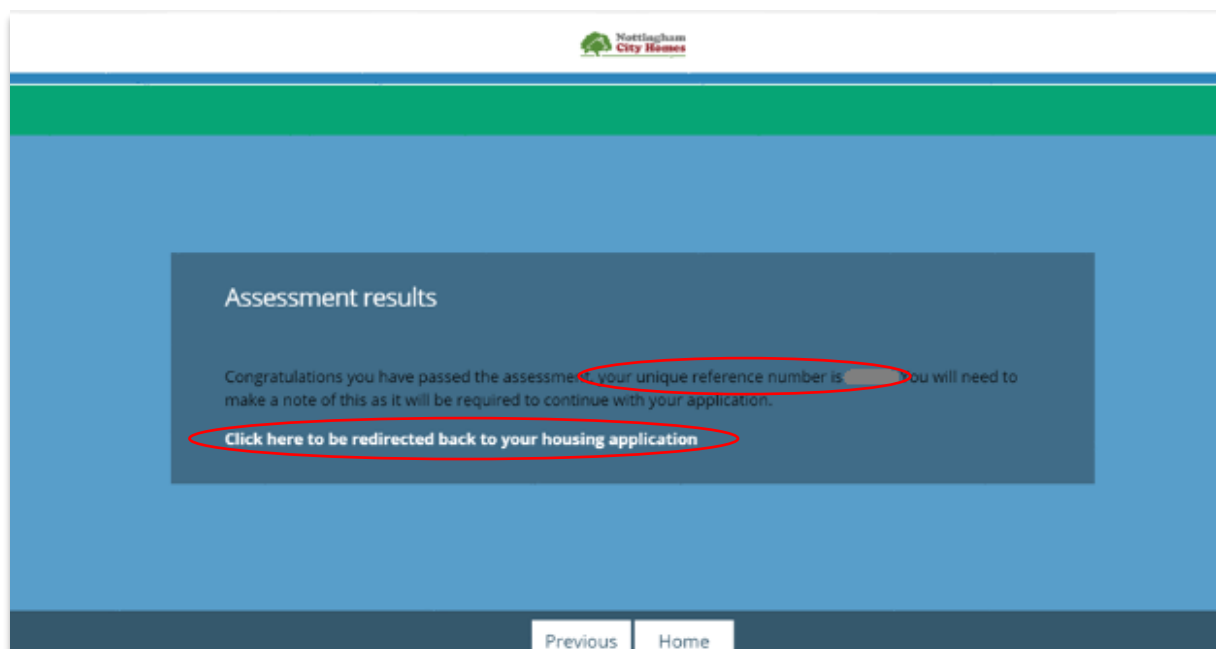 Nottingham
City Homes
Assessment results
Congratulations you have passed the assessment, your unique reference number is You will need to
make a note of this as it will be required to continue with your application.
Click here to be redirected back to your housing application
Previous Home